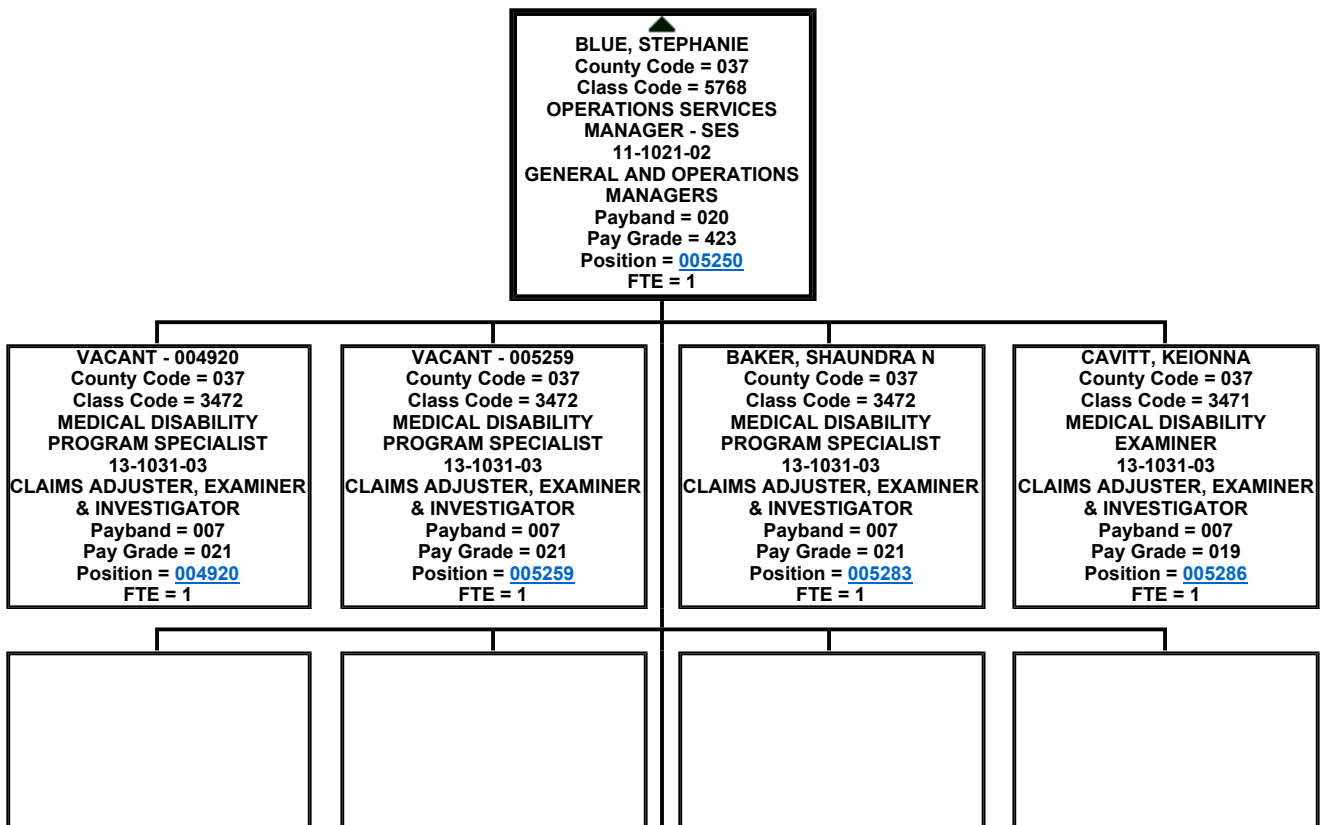 BLUE, STEPHANIE
County Code = 037
Class Code = 5768
OPERATIONS SERVICES
MANAGER - SES
11-1021-02
GENERAL AND OPERATIONS
MANAGERS
Payband = 020
Pay Grade = 423
Position = 005250
FTE = 1
VACANT - 004920
County Code = 037
Class Code = 3472
MEDICAL DISABILITY
PROGRAM SPECIALIST
13-1031-03
CLAIMS ADJUSTER, EXAMINER
& INVESTIGATOR
Payband = 007
Pay Grade = 021
Position = 004920
FTE = 1
VACANT - 005259
County Code = 037
Class Code = 3472
MEDICAL DISABILITY
PROGRAM SPECIALIST
13-1031-03
CLAIMS ADJUSTER, EXAMINER
& INVESTIGATOR
Payband = 007
Pay Grade = 021
Position = 005259
FTE = 1
BAKER, SHAUNDRA N
County Code = 037
Class Code = 3472
MEDICAL DISABILITY
PROGRAM SPECIALIST
13-1031-03
CLAIMS ADJUSTER, EXAMINER
& INVESTIGATOR
Payband = 007
Pay Grade = 021
Position = 005283
FTE = 1
CAVITT, KEIONNA
County Code = 037
Class Code = 3471
MEDICAL DISABILITY
EXAMINER
13-1031-03
CLAIMS ADJUSTER, EXAMINER
& INVESTIGATOR
Payband = 007
Pay Grade = 019
Position = 005286
FTE = 1